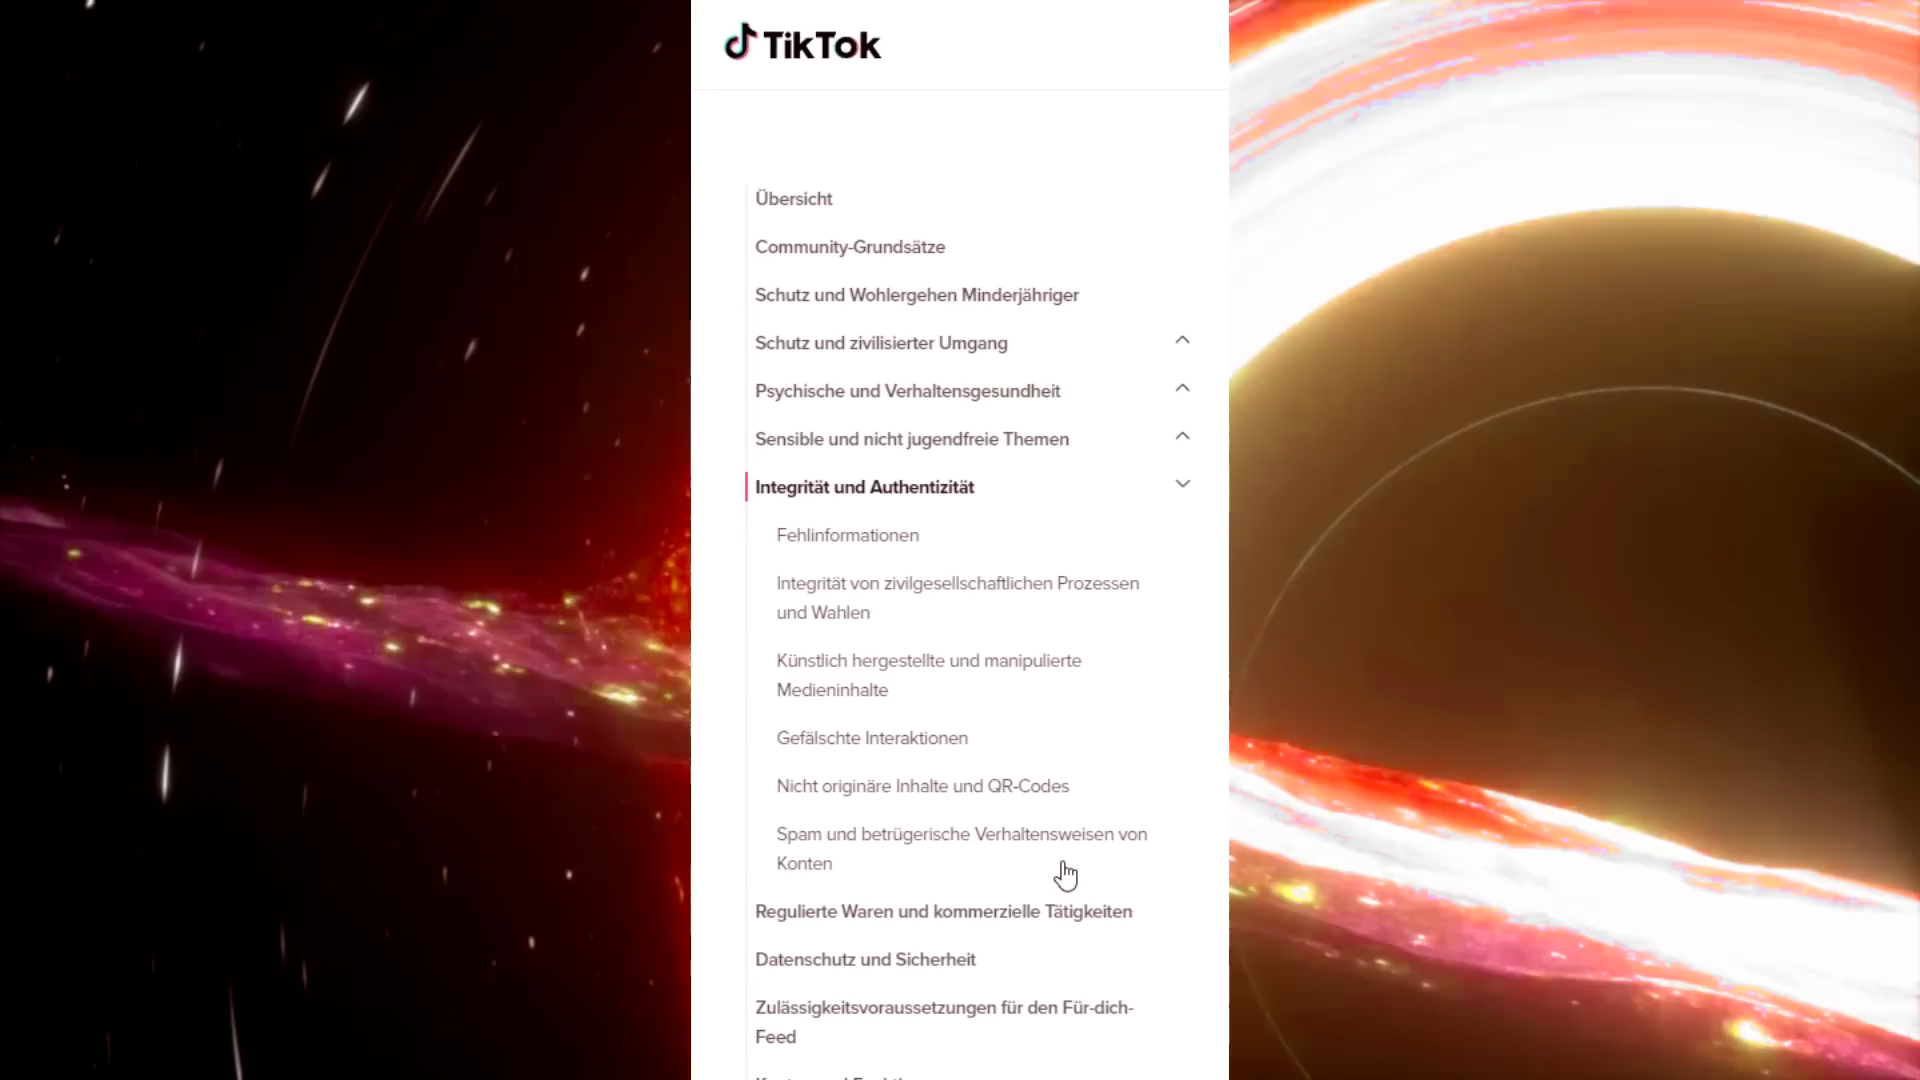 TikTok
Übersicht
Community-Grundsätze
Schutz und Wohlergehen Minderjähriger
Schutz und zivilisierter Umgang
Psychische und Verhaltensgesundheit
Sensible und nicht jugendfreie Themen
Integrität und Authentizität
Fehlinformationen
Integrität von zivilgesellschaftlichen Prozessen
und Wahlen
Künstlich hergestellte und manipulierte
Medieninhalte
Gefälschte Interaktionen
Nicht originäre Inhalte und QR-Codes
Spam und betrügerische Verhaltensweisen von
Konten
Regulierte Waren und kommerzielle Tätigkeiten
Datenschutz und Sicherheit
Zulässigkeitsvoraussetzungen für den Für-dich-
Feed